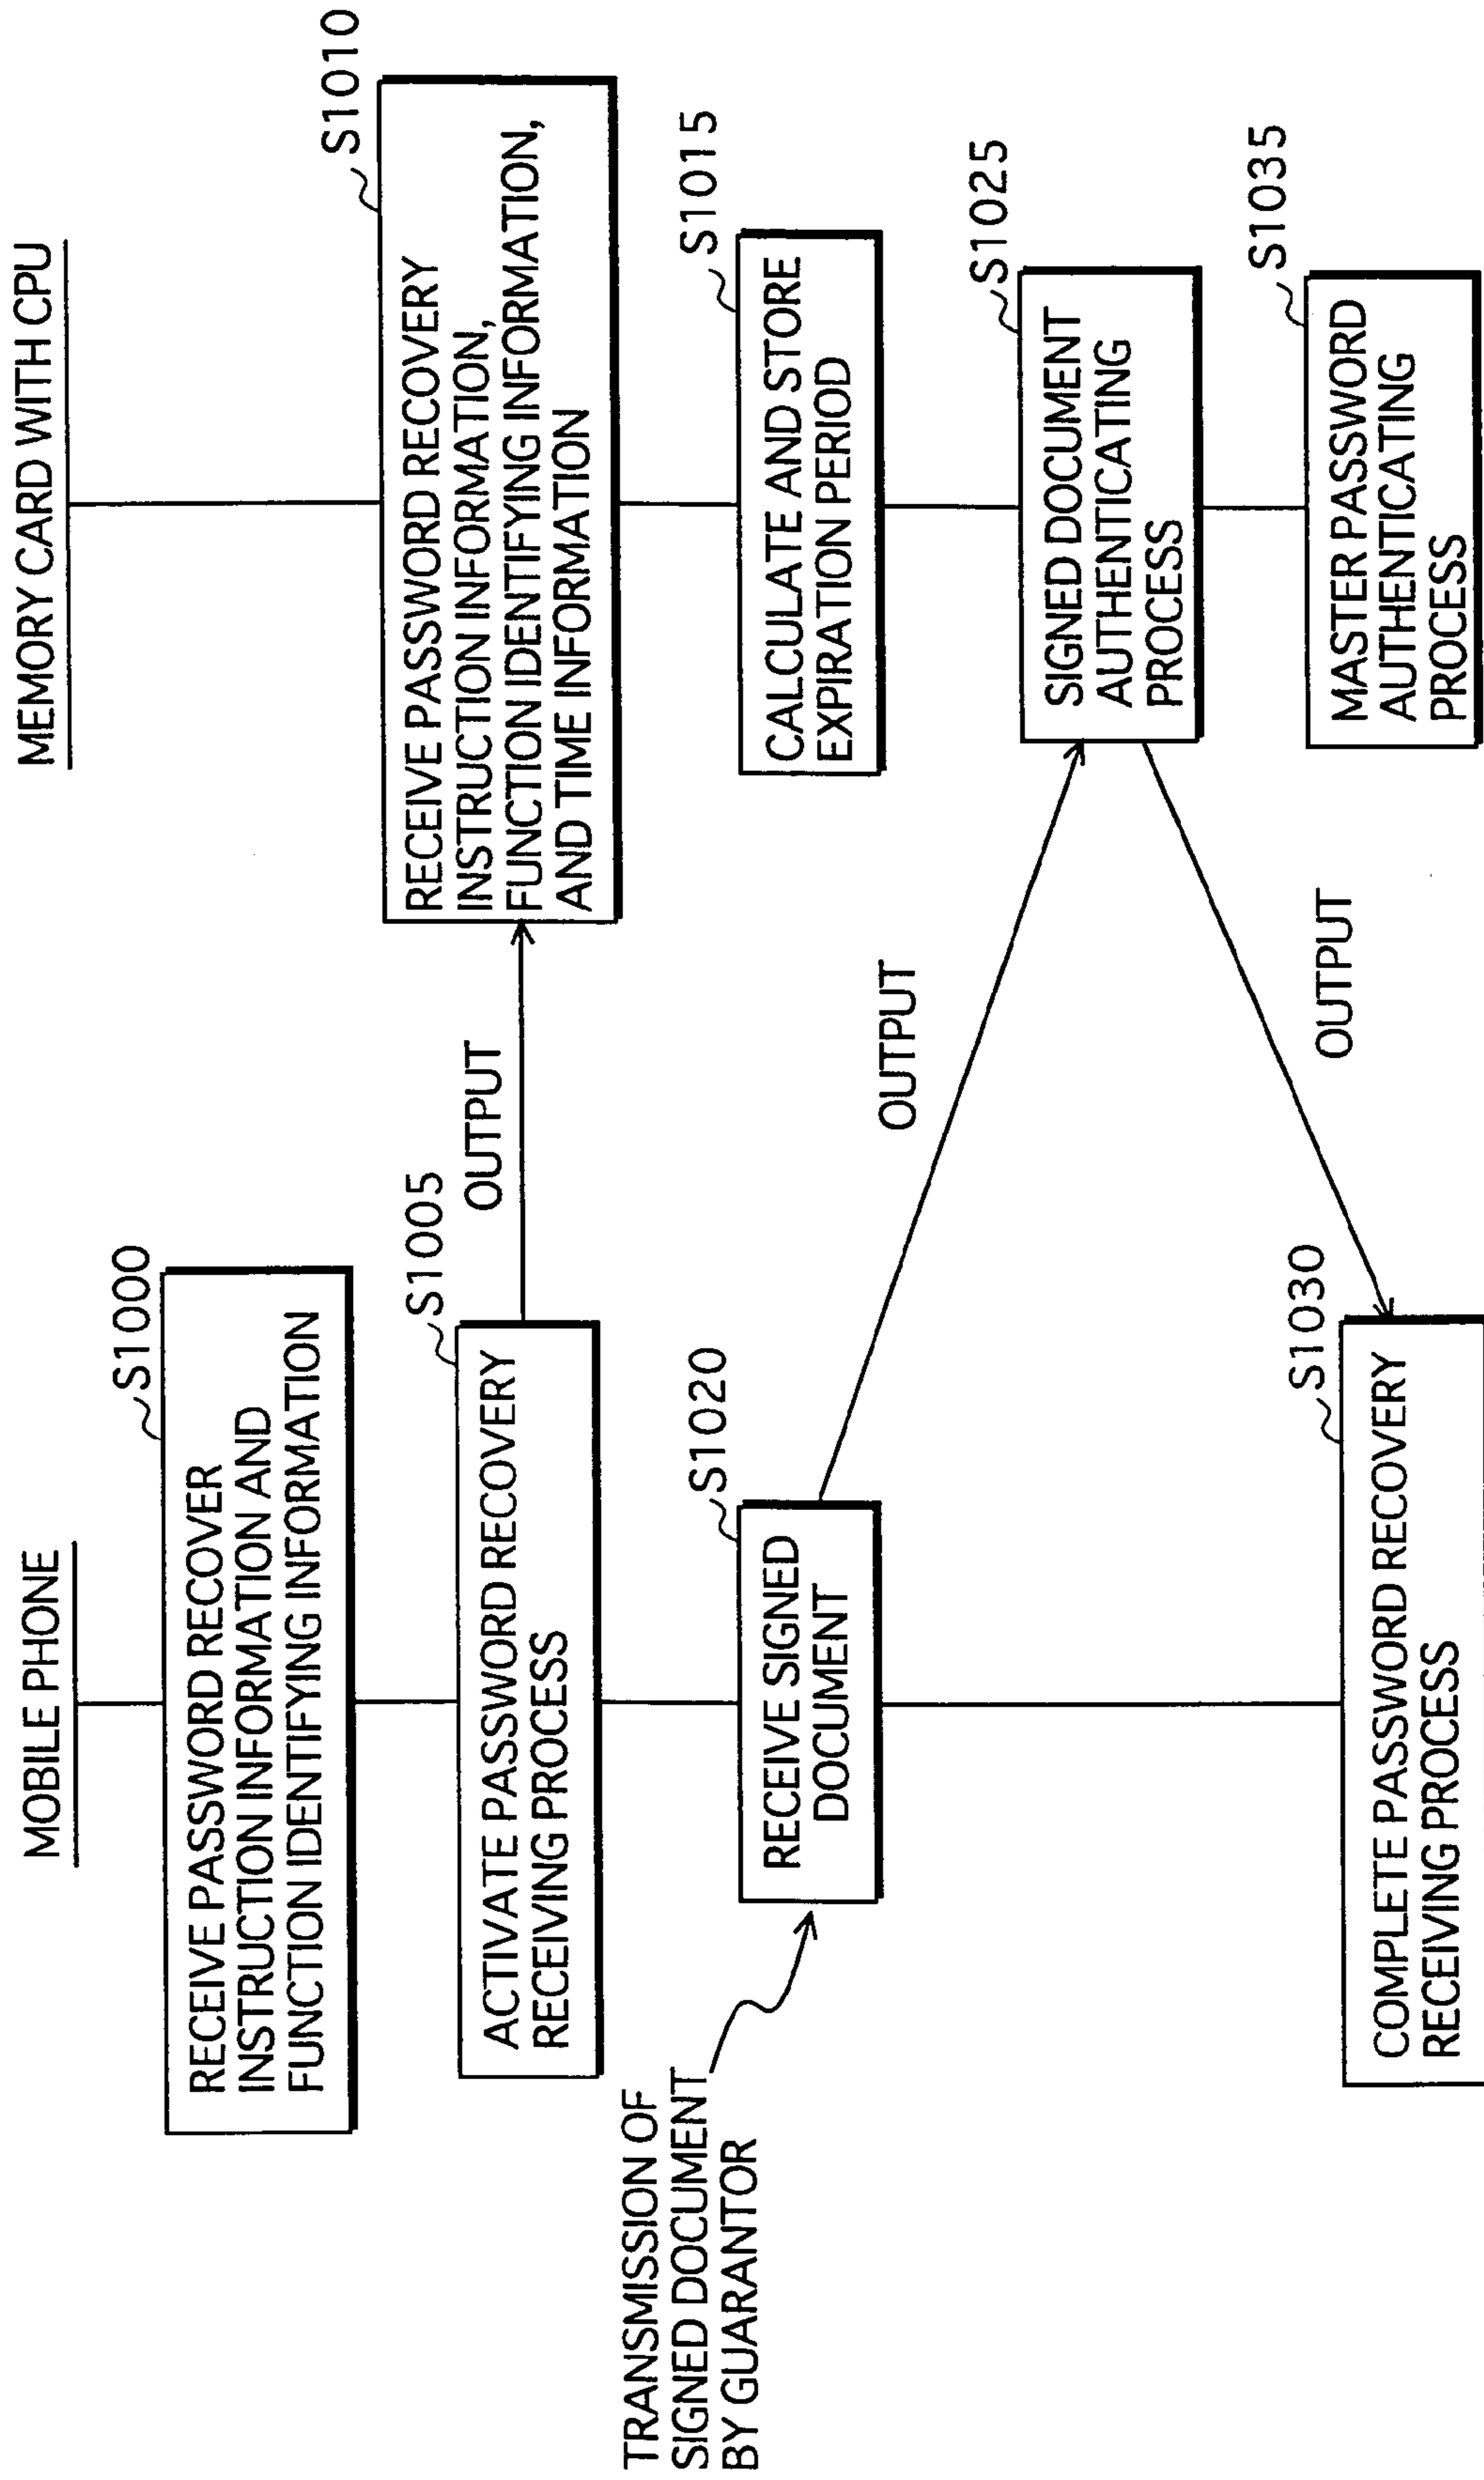 MOBILE PHONE
MEMORY CARD WITH CPU
S1000
RECEIVE PASSWORD RECOVER
INSTRUCTION INFORMATION AND
FUNCTION IDENTIFYING INFORMATION
S1005
ACTIVATE PASSWORD RECOVERY
RECEIVING PROCESS
OUTPUT
S1010
RECEIVE PASSWORD RECOVERY
INSTRUCTION INFORMATION,
FUNCTION IDENTIFYING INFORMATION,
AND TIME INFORMATION
S1015
CALCULATE AND STORE
EXPIRATION PERIOD
TRANSMISSION OF
SIGNED DOCUMENT
BY GUARANTOR
S1020
RECEIVE SIGNED
DOCUMENT
OUTPUT
S1025
SIGNED DOCUMENT
AUTHENTICATING
PROCESS
OUTPUT
S1030
COMPLETE PASSWORD RECOVERY
RECEIVING PROCESS
S1035
MASTER PASSWORD
AUTHENTICATING
PROCESS